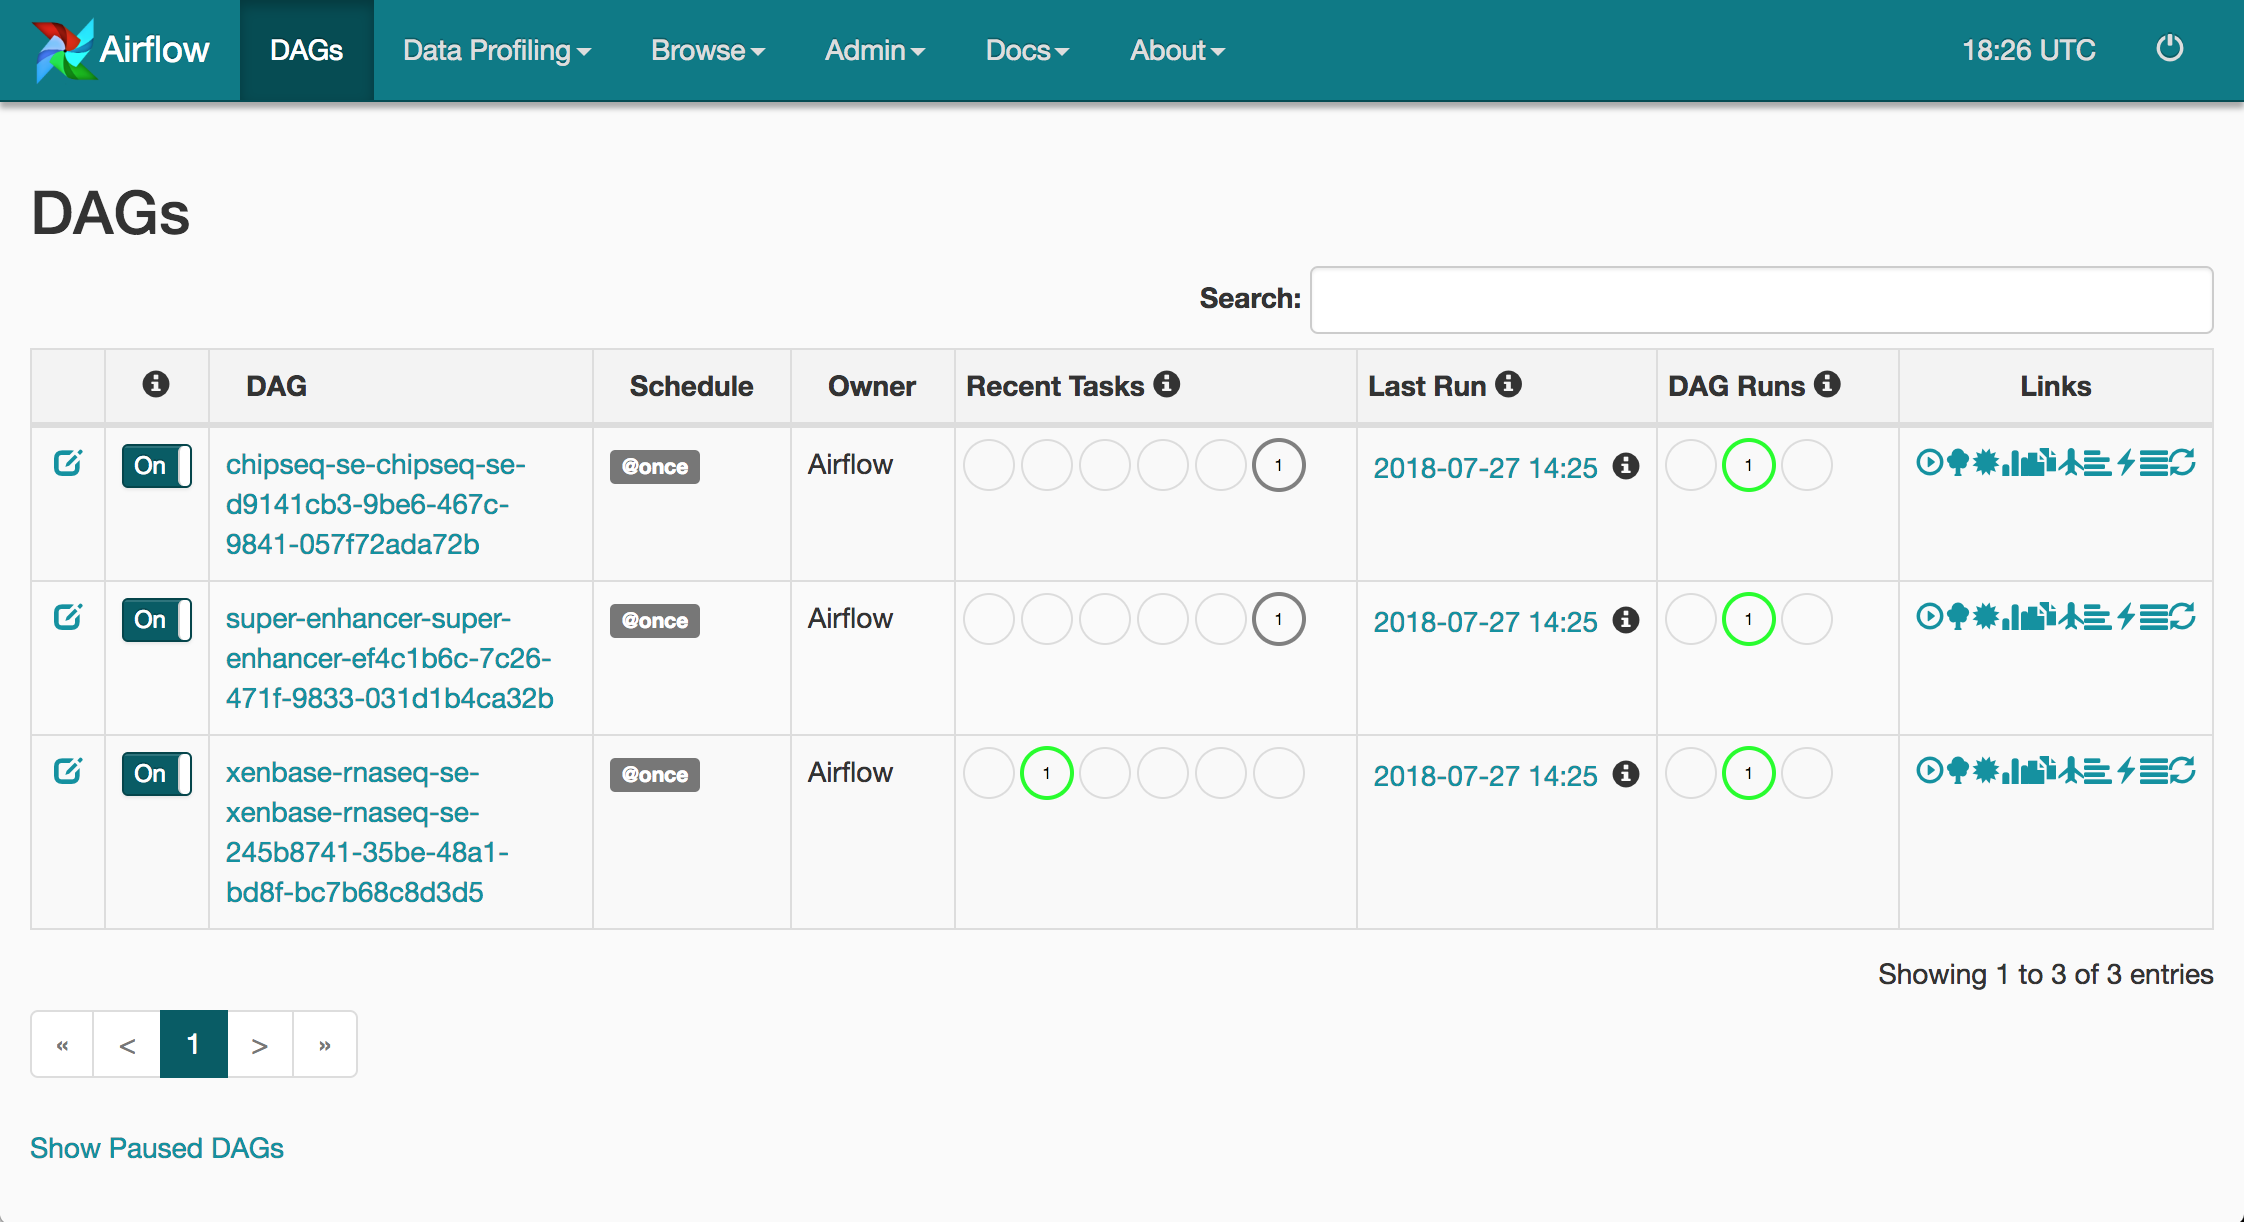 Airflow DAGs Data Profiling Browse Admin Docs About 18:26 UTC
DAGs
Search:
DAG Schedule Owner Recent Tasks Last Run DAG Runs Links
On chipseq-se-chipseq-se- @once Airflow 1 2018-07-27 14:25 1
d9141cb3-9be6-467c-
9841-057f72ada72b
On super-enhancer-super- @once Airflow 1 2018-07-27 14:25 1
enhancer-ef4c1b6c-7c26-
471f-9833-031d1b4ca32b
On xenbase-rnaseq-se- @once Airflow 1 2018-07-27 14:25 1
xenbase-rnaseq-se-
245b8741-35be-48a1-
bd8f-bc7b68c8d3d5
Showing 1 to 3 of 3 entries
« < 1 > »
Show Paused DAGs